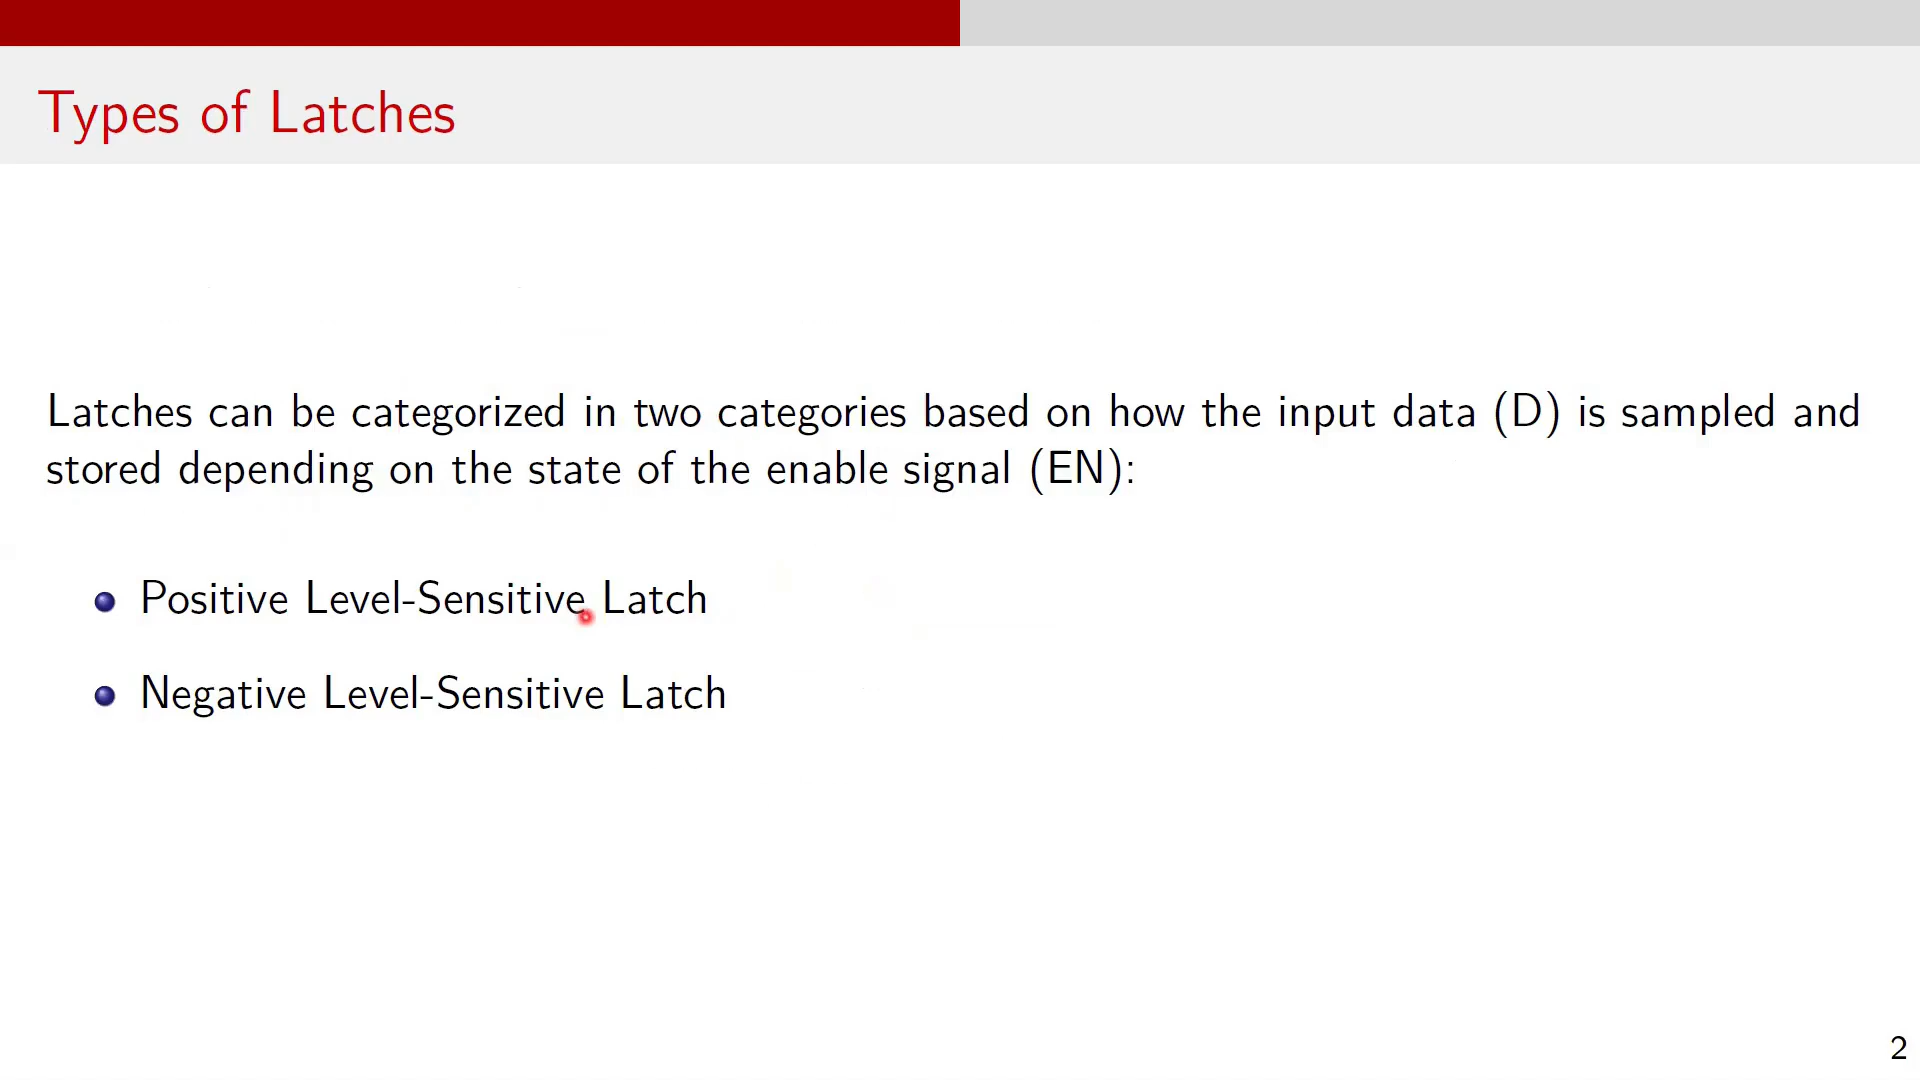 Types of Latches
Latches can be categorized in two categories based on how the input data (D) is sampled and
stored depending on the state of the enable signal (EN):
Positive Level-Sensitive Latch
Negative Level-Sensitive Latch
2